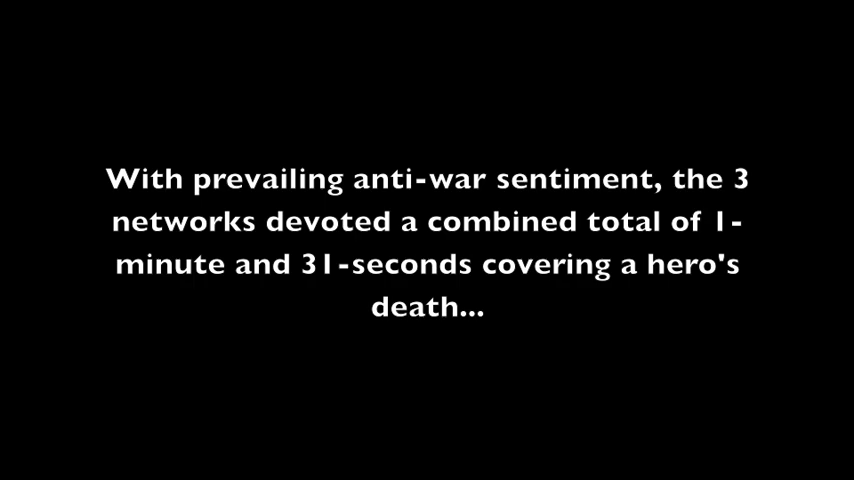 With prevailing anti-war sentiment, the 3
networks devoted a combined total of 1-
minute and 31-seconds covering a hero's
death...